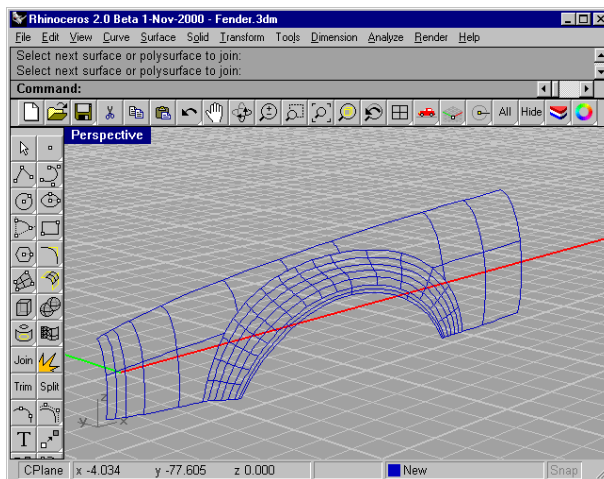 Rhinoceros 2.0 Beta 1-Nov-2000 - Fender.3dm
File Edit View Curve Surface Solid Transform Tools Dimension Analyze Render Help
Select next surface or polysurface to join:
Select next surface or polysurface to join:
Command:
All Hide
Perspective
Join
Trim Split
z
y x
T
CPlane x -4.034 y -77.605 z 0.000 New Snap